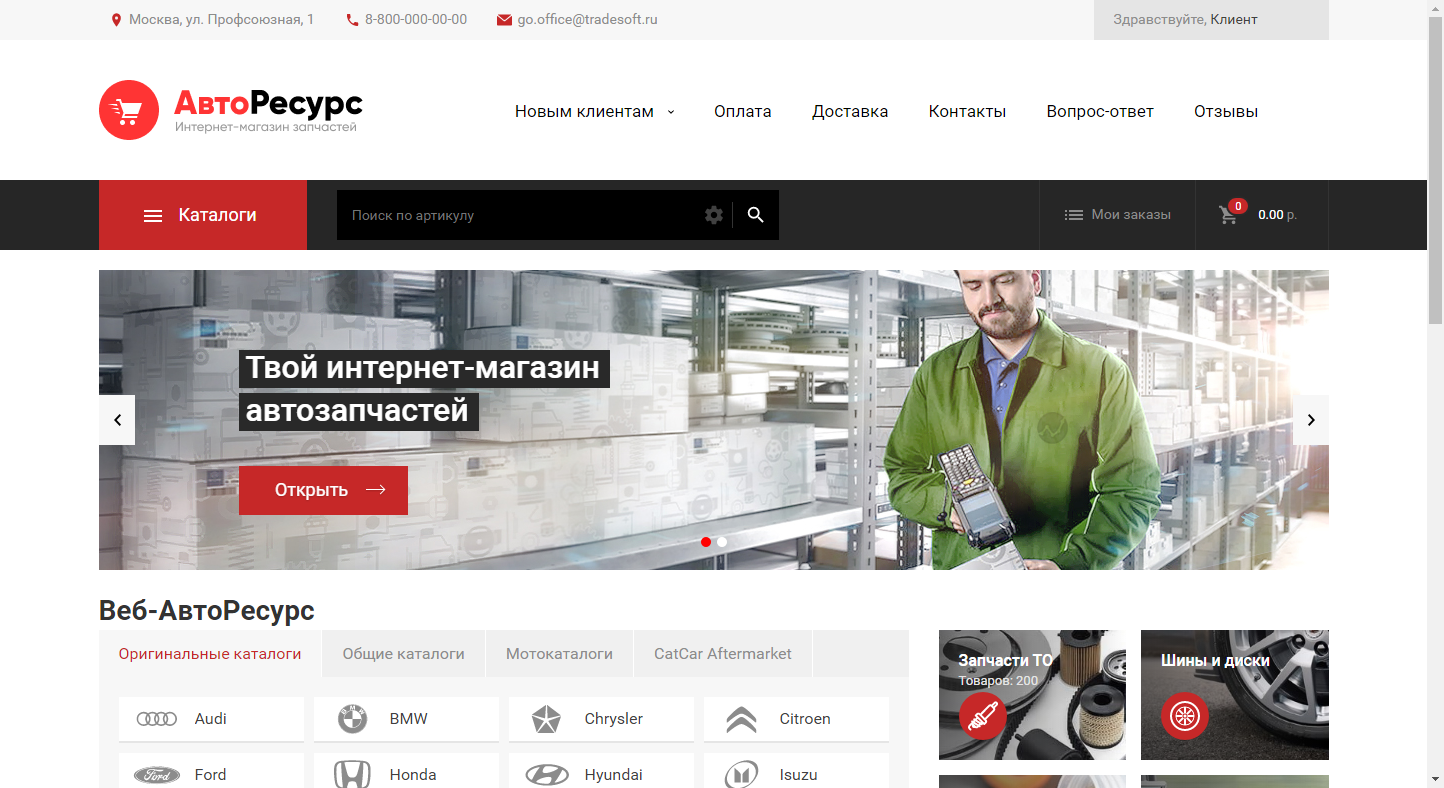 Москва, ул. Профсоюзная, 1
8-800-000-00-00
go.office@tradesoft.ru
Здравствуйте, Клиент
АвтоРесурс
Интернет-магазин запчастей
Новым клиентам
Оплата
Доставка
Контакты
Вопрос-ответ
Отзывы
Каталоги
Поиск по артикулу
Мои заказы
0
0.00 р.
Твой интернет-магазин
автозапчастей
Открыть
Веб-АвтоРесурс
Оригинальные каталоги
Общие каталоги
Мотокаталоги
CatCar Aftermarket
Audi
BMW
Chrysler
Citroen
Ford
Honda
Hyundai
Isuzu
Запчасти ТО
Товаров: 200
Шины и диски